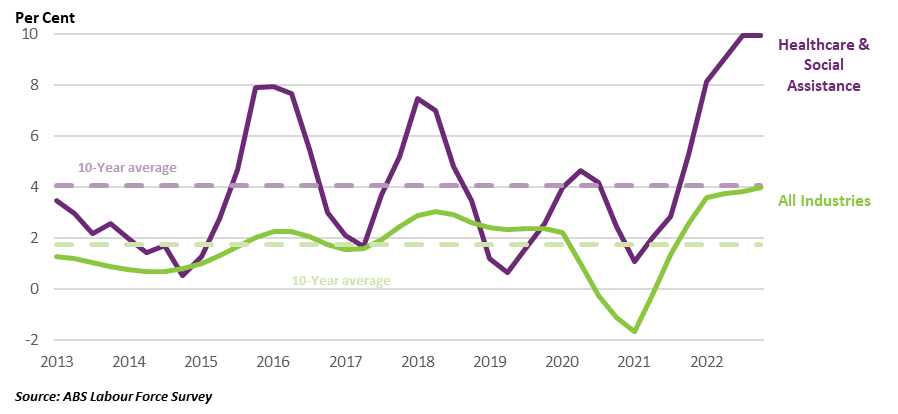 Per Cent
10
8
6
4
2
0
-2
10-Year average
10-Year average
Healthcare &
Social
Assistance
All Industries
2013 2014 2015 2016 2017 2018 2019 2020 2021 2022
Source: ABS Labour Force Survey